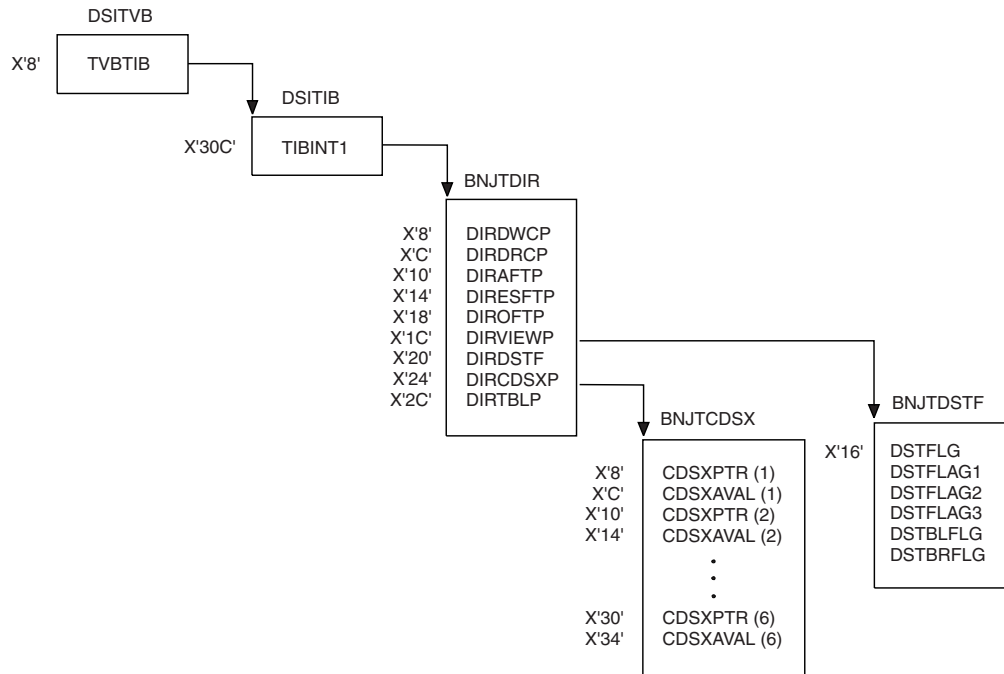 DSITVB
X'8' TVBTIB
DSITIB
X'30C' TIBINT1
BNJTDIR
X'8' DIRDWCP
X'C' DIRDRCP
X'10' DIRAFTP
X'14' DIRESFTP
X'18' DIROFTP
X'1C' DIRVIEWP
X'20' DIRDSTF
X'24' DIRCDSXP
X'2C' DIRTBLP
BNJTCDSX
X'8' CDSXPTR (1)
X'C' CDSXAVAL (1)
X'10' CDSXPTR (2)
X'14' CDSXAVAL (2)
X'30' CDSXPTR (6)
X'34' CDSXAVAL (6)
BNJTDSTF
X'16' DSTFLG
DSTFLAG1
DSTFLAG2
DSTFLAG3
DSTBLFLG
DSTBRFLG